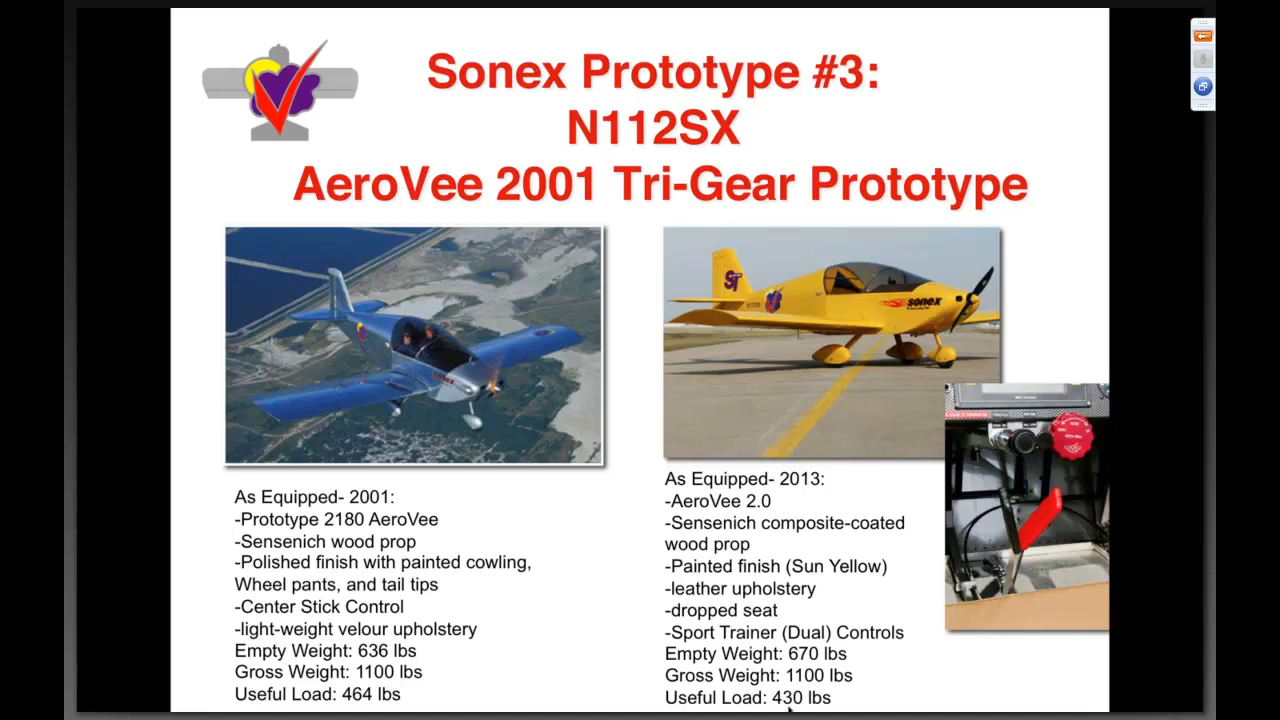 Sonex Prototype #3:
N112SX
AeroVee 2001 Tri-Gear Prototype
ST
sonex
sonex
As Equipped- 2001:
-Prototype 2180 AeroVee
-Sensenich wood prop
-Polished finish with painted cowling,
Wheel pants, and tail tips
-Center Stick Control
-light-weight velour upholstery
Empty Weight: 636 lbs
Gross Weight: 1100 lbs
Useful Load: 464 lbs
As Equipped- 2013:
-AeroVee 2.0
-Sensenich composite-coated
wood prop
-Painted finish (Sun Yellow)
-leather upholstery
-dropped seat
-Sport Trainer (Dual) Controls
Empty Weight: 670 lbs
Gross Weight: 1100 lbs
Useful Load: 430 lbs